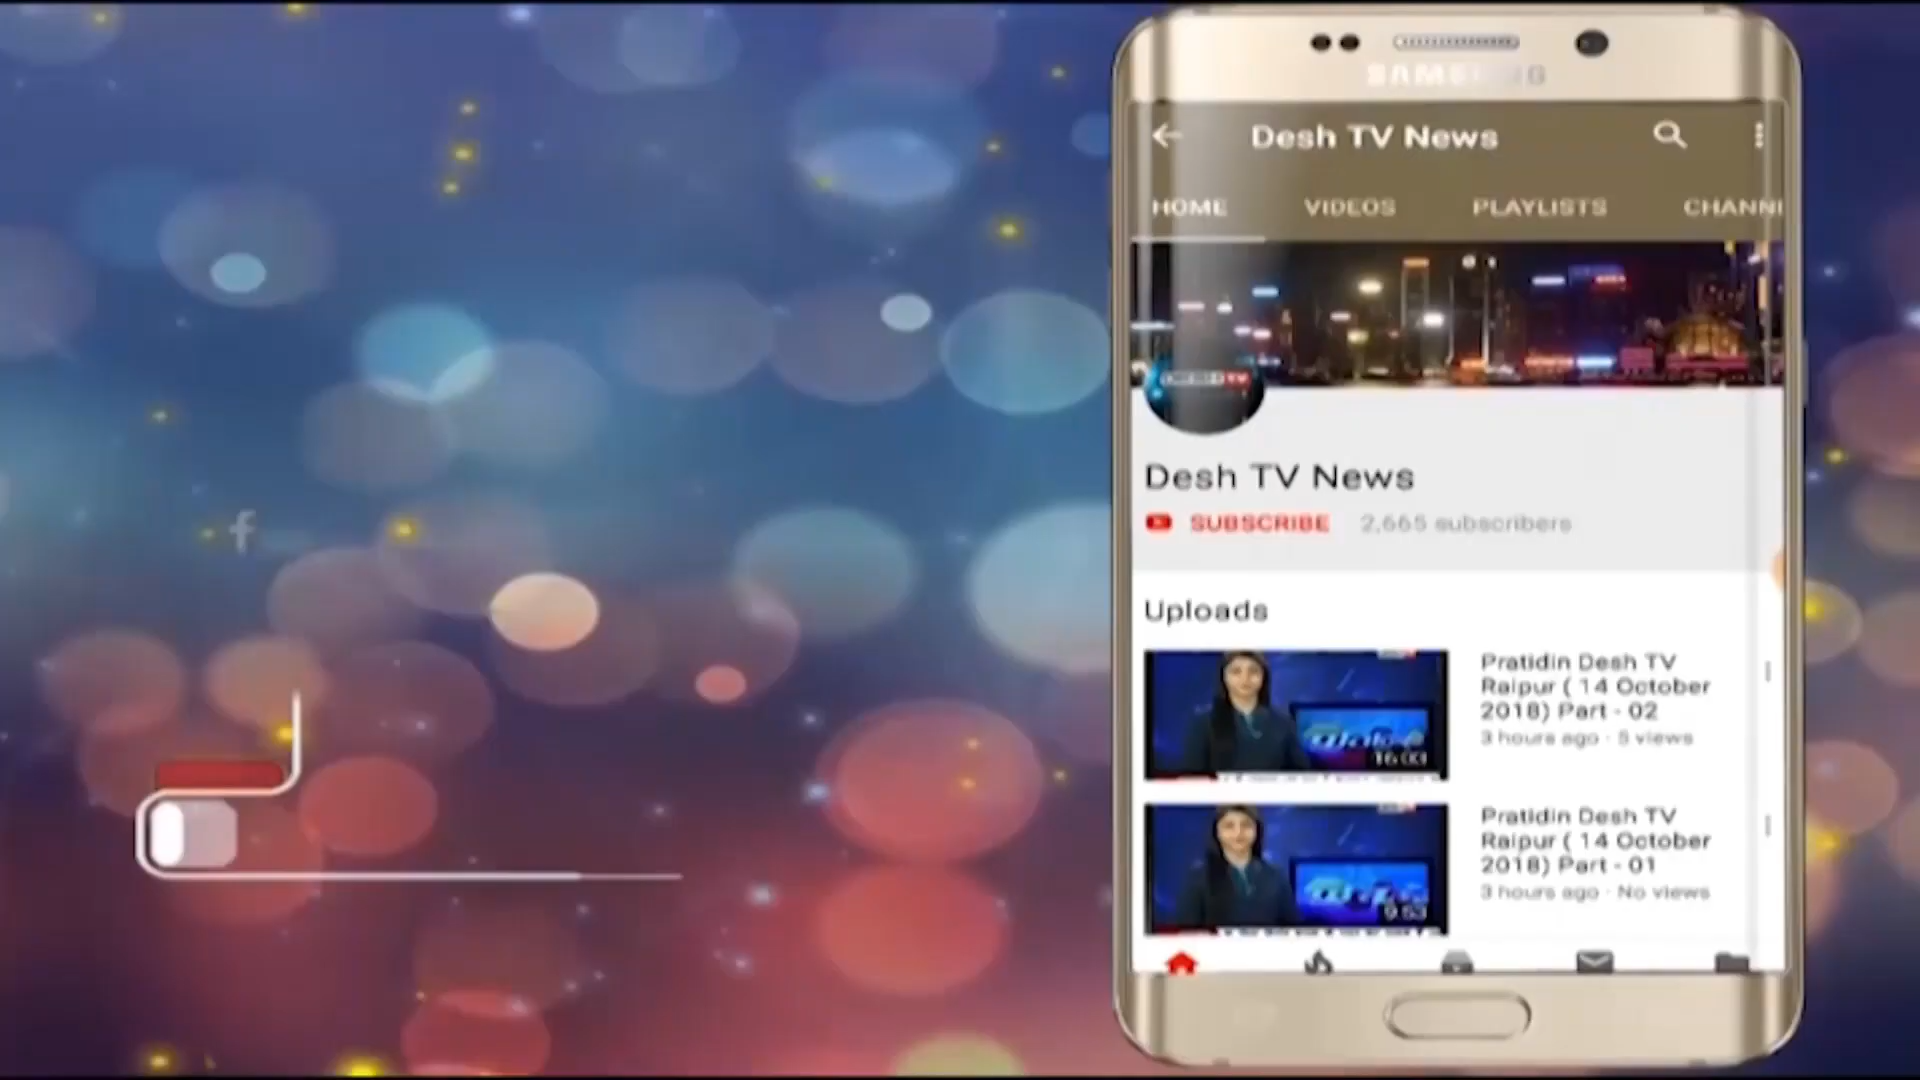 SAMSUNG
Desh TV News
HOME VIDEOS PLAYLISTS CHANNE
Desh TV News
SUBSCRIBE 2,665 subscribers
Uploads
Pratidin Desh TV
Raipur ( 14 October
2018) Part - 02
3 hours ago · 5 views
16:00
Pratidin Desh TV
Raipur ( 14 October
2018) Part - 01
3 hours ago · No views
9:53